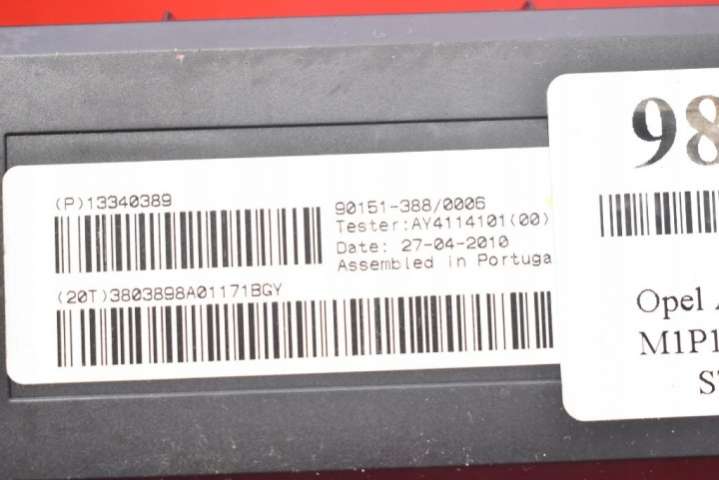 (P)13340389
90151-388/0006
Tester:AY4114101(00)
Date: 27-04-2010
Assembled in Portuga
(20T)3803898A01171BGY
98
Opel
M1P1
S